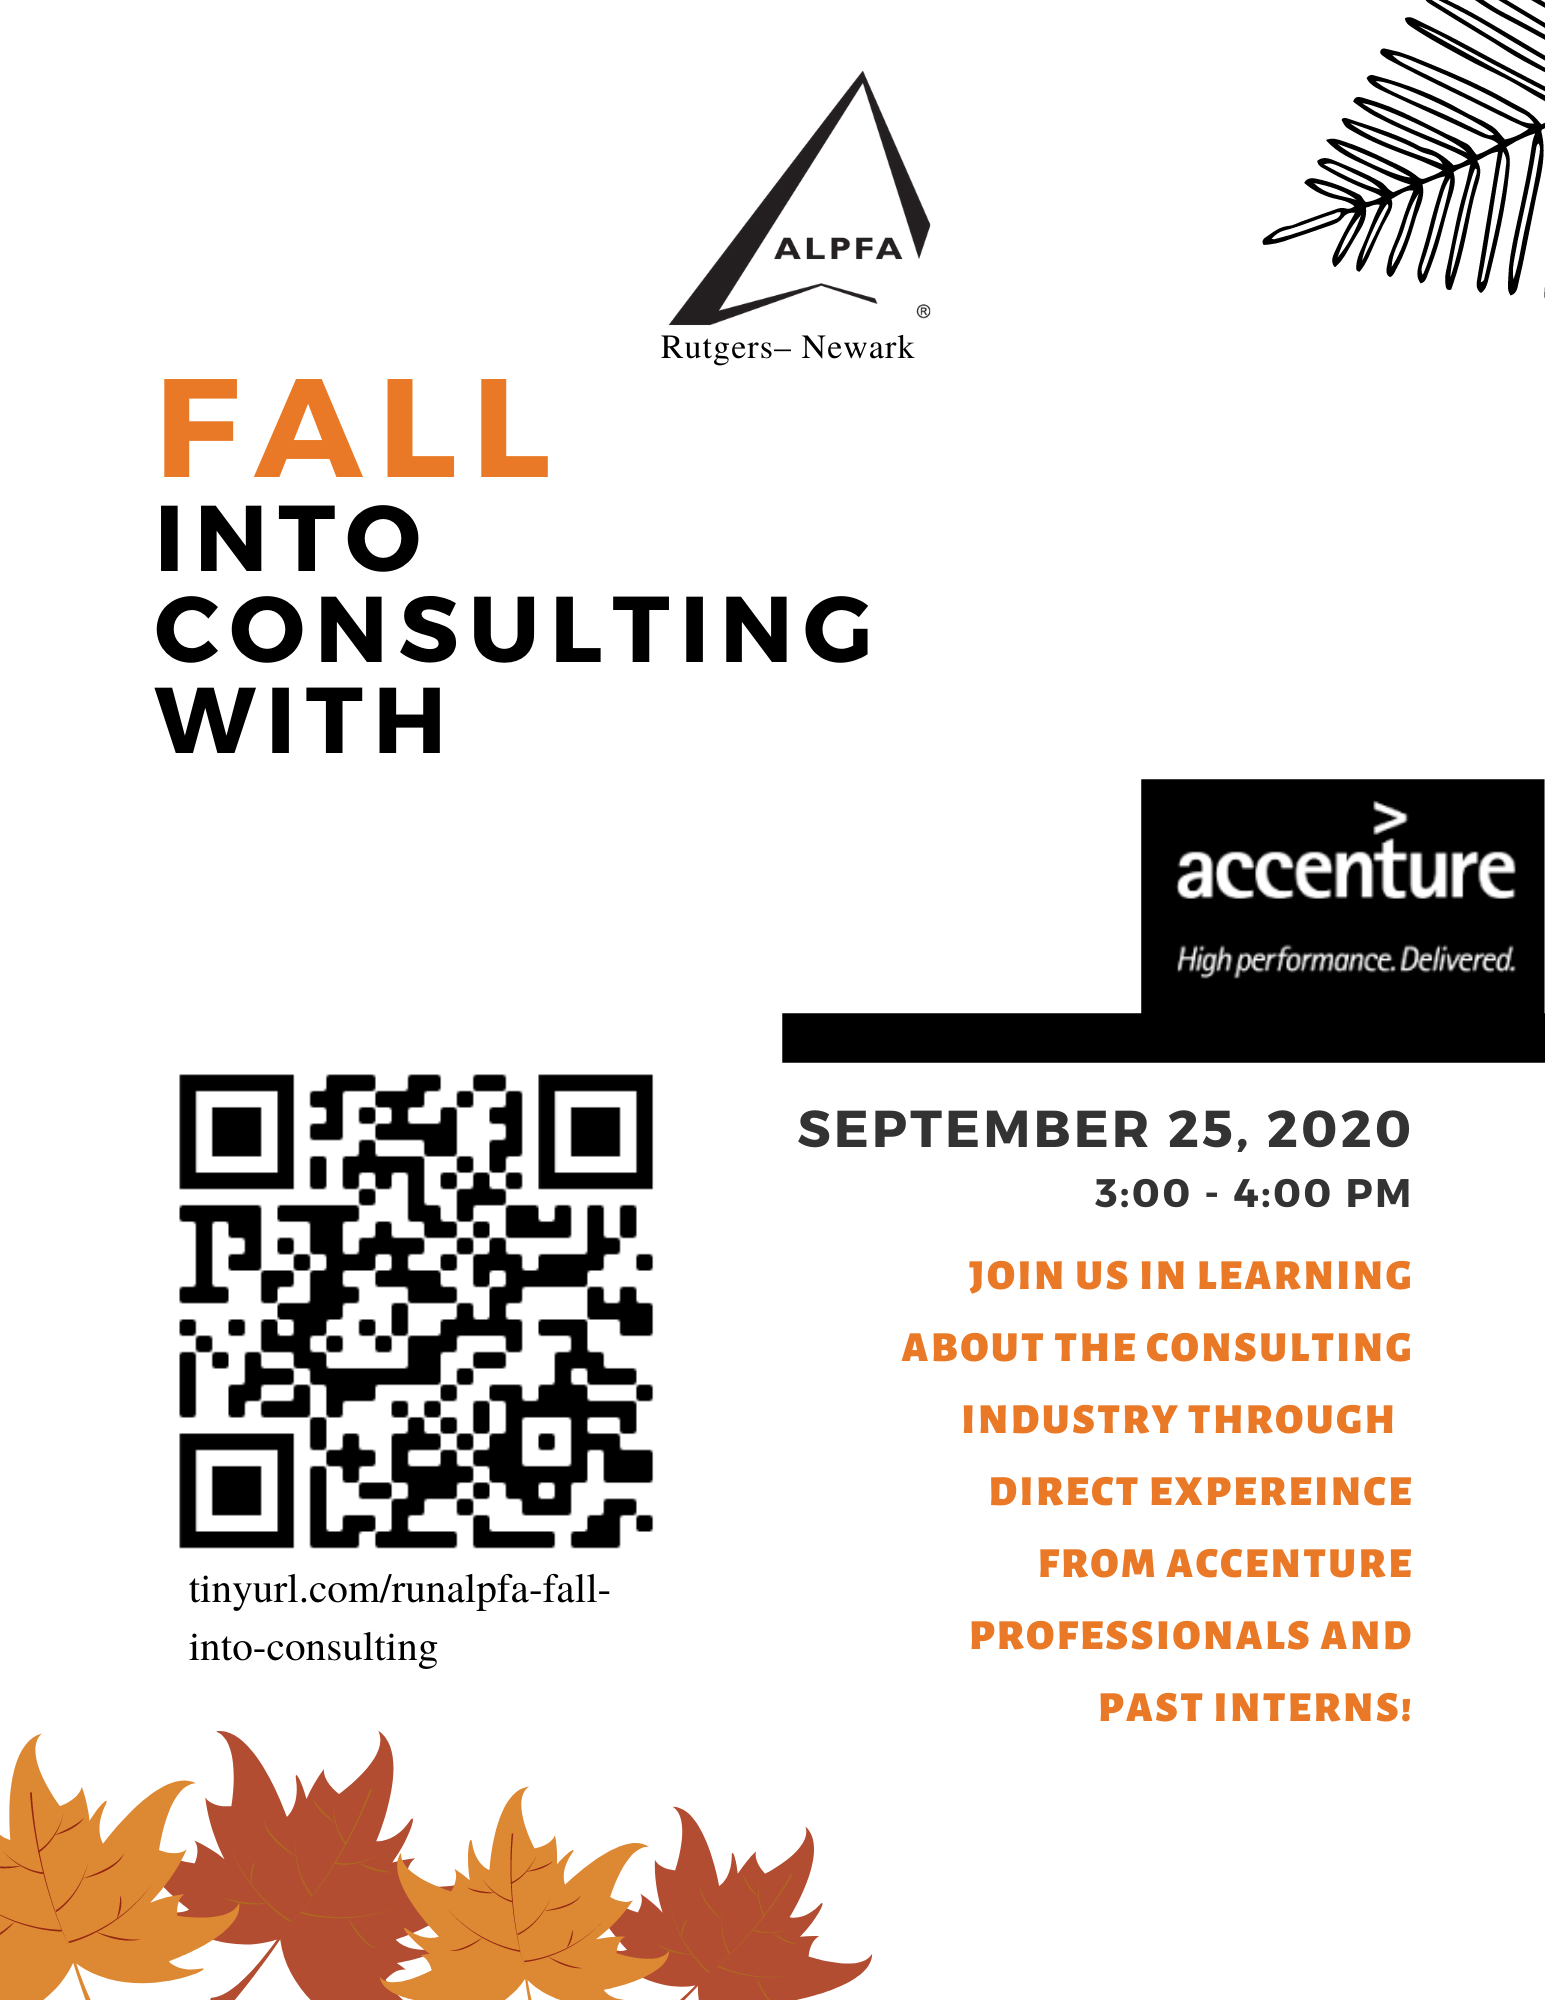 ALPFA
®
Rutgers– Newark
FALL
INTO
CONSULTING
WITH
>
accenture
High performance. Delivered.
SEPTEMBER 25, 2020
3:00 - 4:00 PM
JOIN US IN LEARNING
ABOUT THE CONSULTING
INDUSTRY THROUGH
DIRECT EXPEREINCE
FROM ACCENTURE
PROFESSIONALS AND
PAST INTERNS!
tinyurl.com/runalpfa-fall-
into-consulting